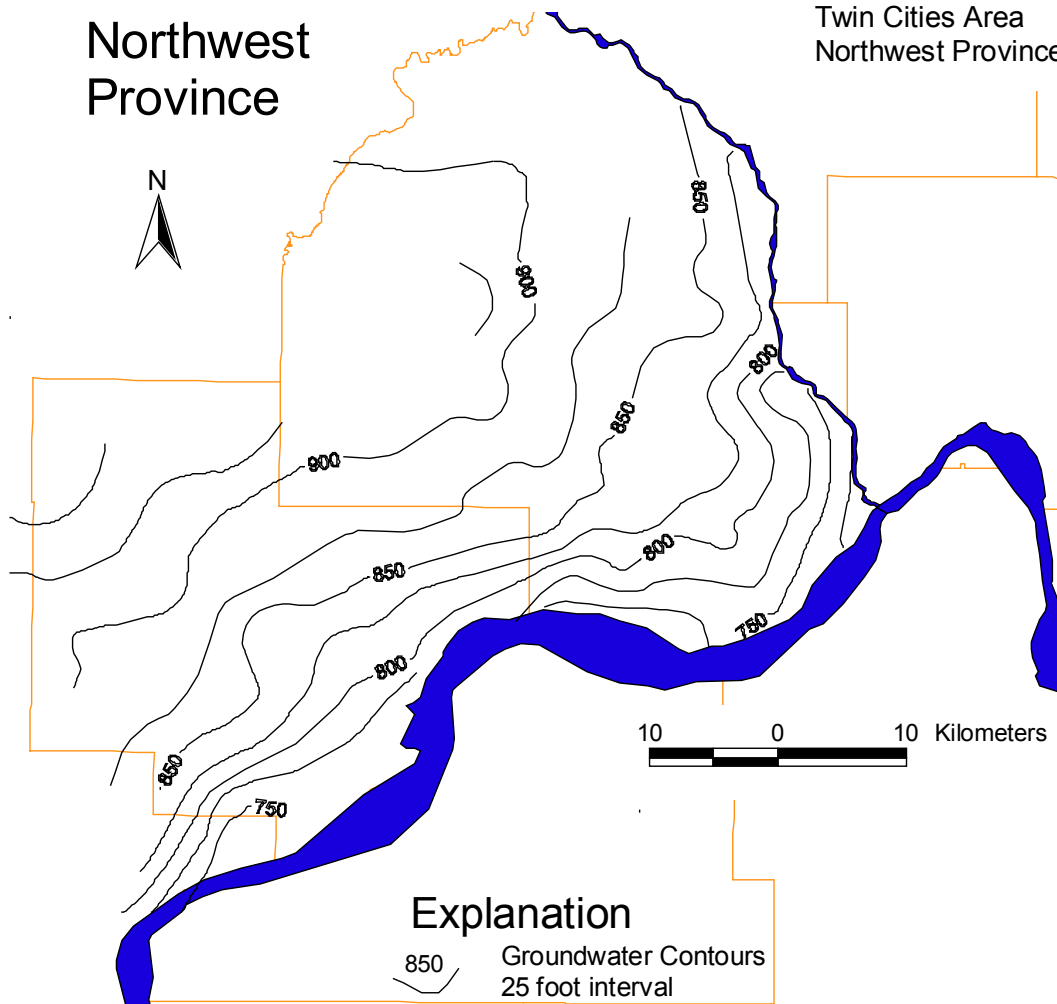 Northwest
Province
Twin Cities Area
Northwest Province
N
850
900
800
850
900
800
850
750
800
850
750
10 0 10 Kilometers
Explanation
850 Groundwater Contours
25 foot interval